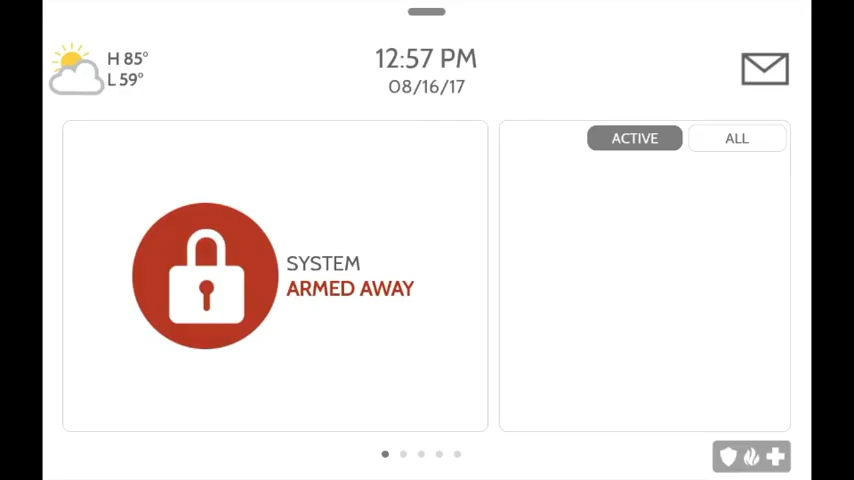 H 85°
L 59°
12:57 PM
08/16/17
ACTIVE
ALL
SYSTEM
ARMED AWAY